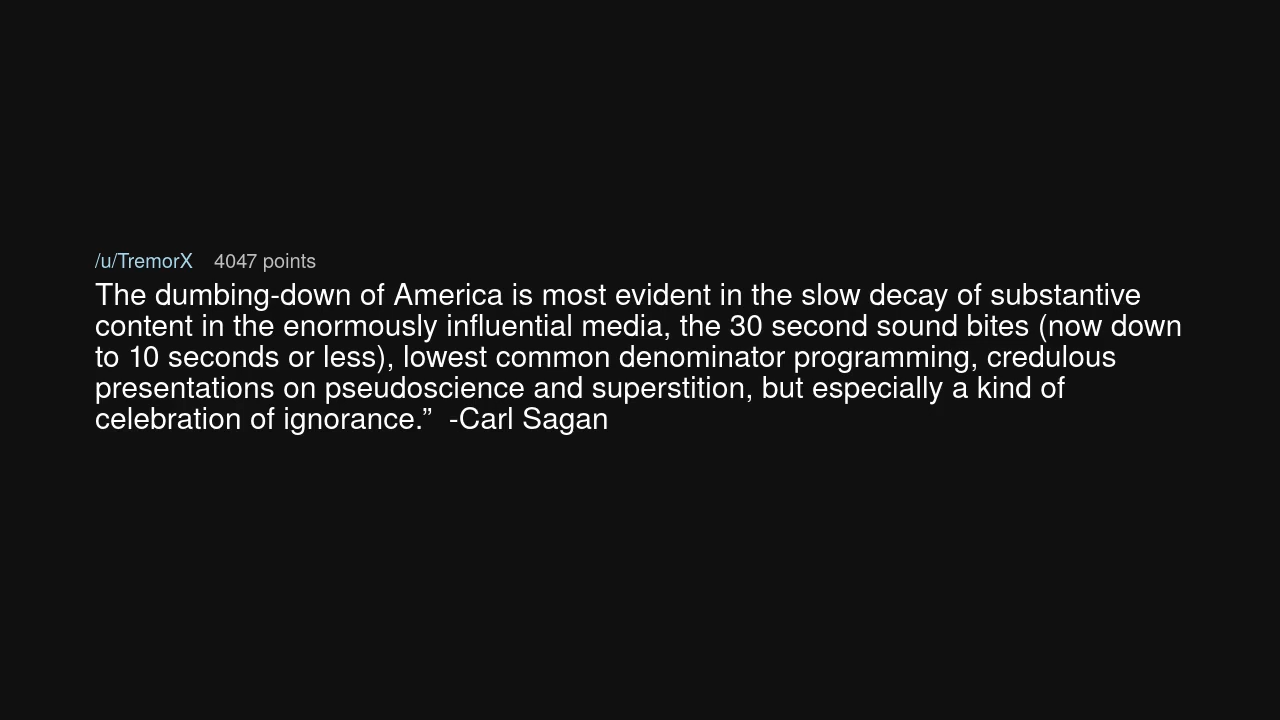 /u/TremorX 4047 points
The dumbing-down of America is most evident in the slow decay of substantive
content in the enormously influential media, the 30 second sound bites (now down
to 10 seconds or less), lowest common denominator programming, credulous
presentations on pseudoscience and superstition, but especially a kind of
celebration of ignorance.”  -Carl Sagan